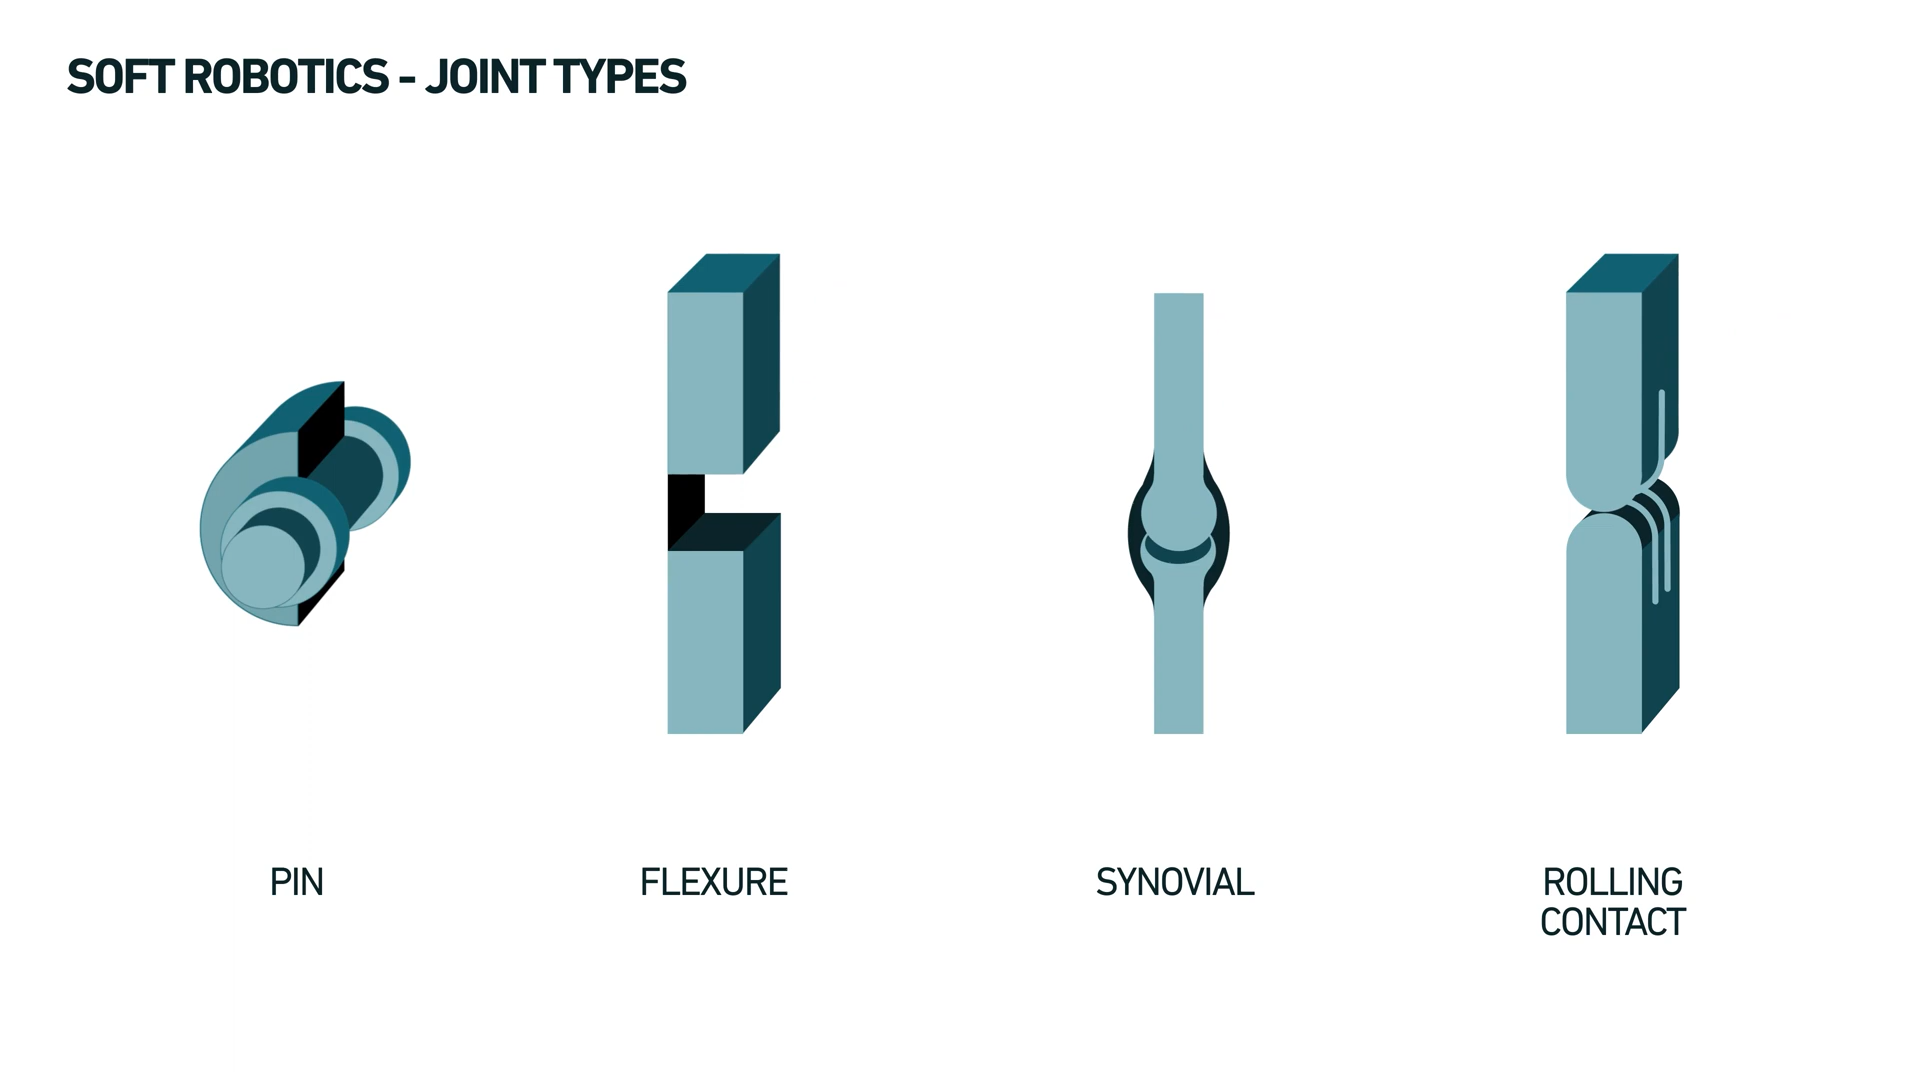 SOFT ROBOTICS - JOINT TYPES
PIN
FLEXURE
SYNOVIAL
ROLLING
CONTACT